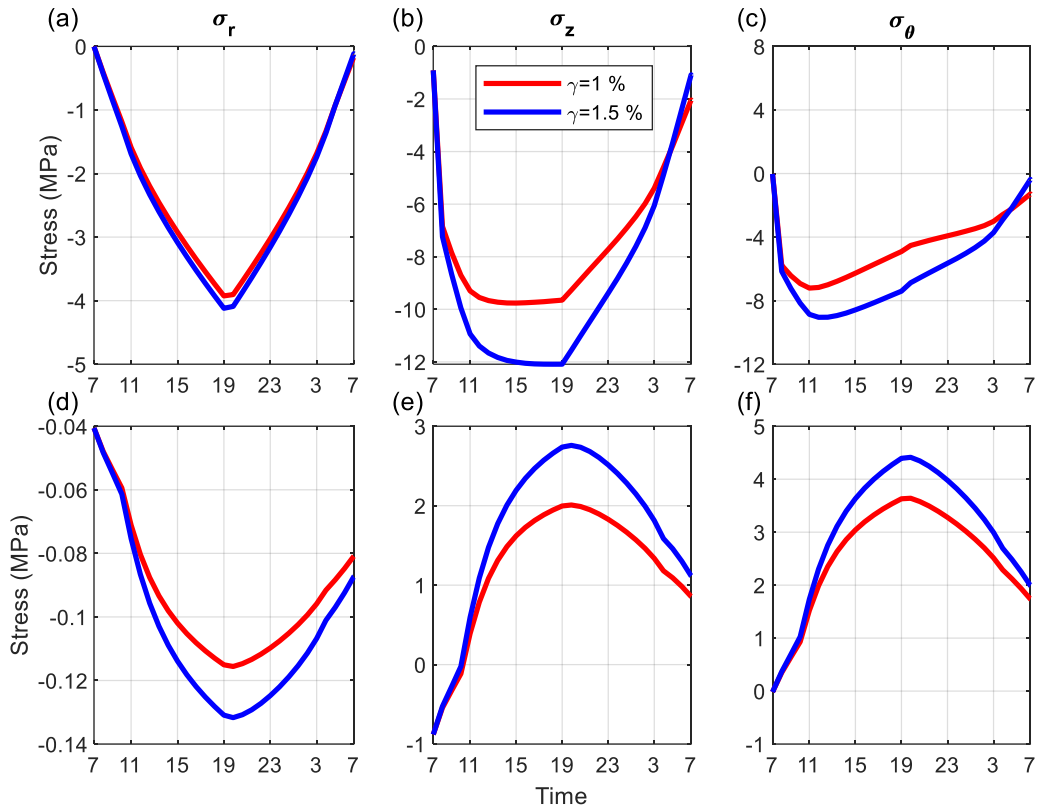 (a) σr (b) σz (c) σθ
0
-1
-2
-3
-4
-5
Stress (MPa)
7 11 15 19 23 3 7
0
-2
-4
-6
-8
-10
-12
γ=1 %
γ=1.5 %
7 11 15 19 23 3 7
8
4
0
-4
-8
-12
7 11 15 19 23 3 7
(d) (e) (f)
-0.04
-0.06
-0.08
-0.1
-0.12
-0.14
Stress (MPa)
7 11 15 19 23 3 7
3
2
1
0
-1
7 11 15 19 23 3 7
5
4
3
2
1
0
-1
7 11 15 19 23 3 7
Time